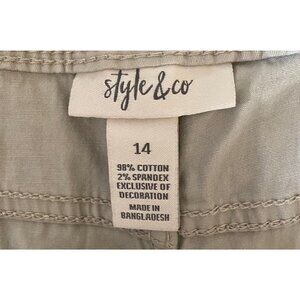 style & co
14
98% COTTON
2% SPANDEX
EXCLUSIVE OF
DECORATION
MADE IN
BANGLADESH